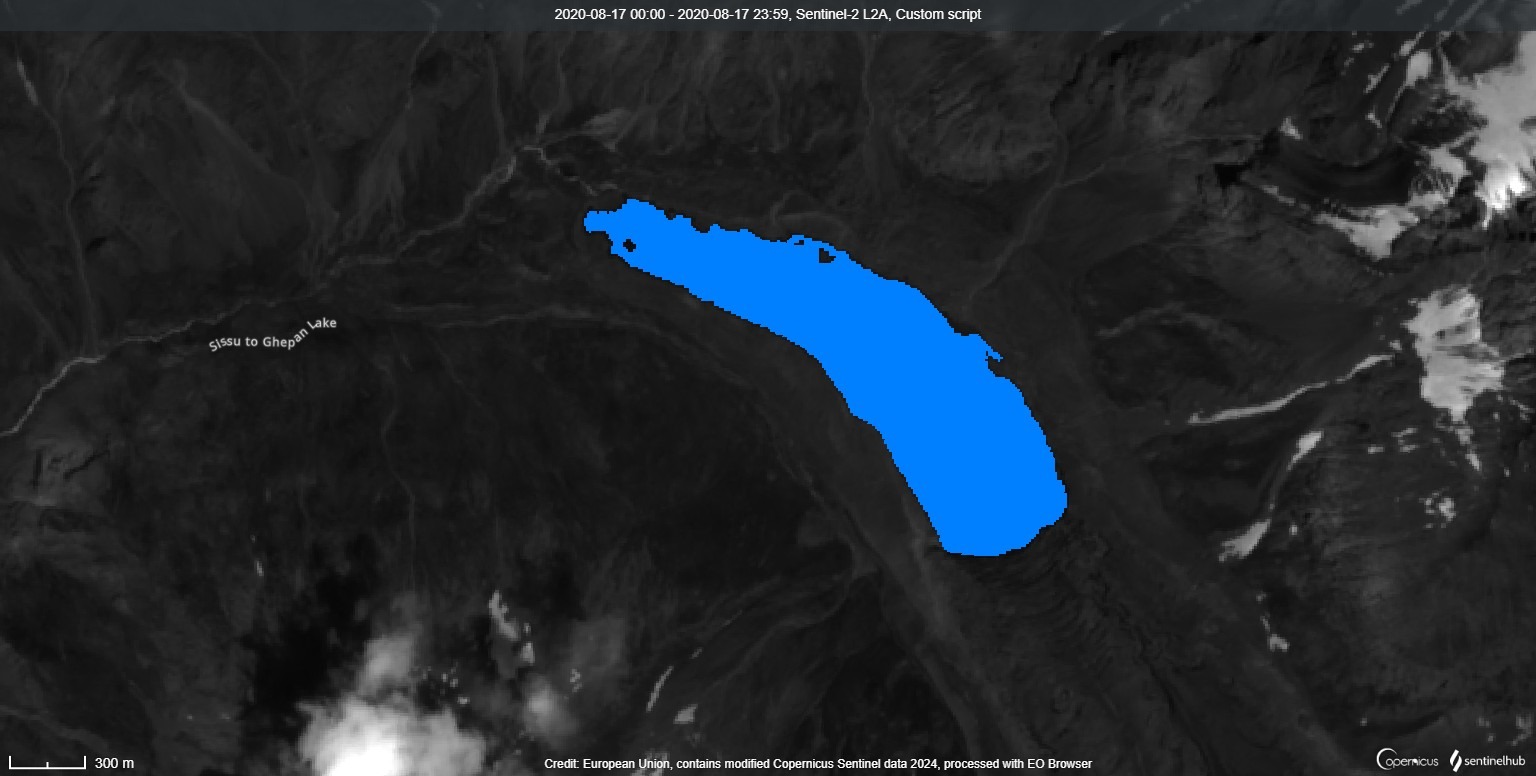 2020-08-17 00:00 - 2020-08-17 23:59, Sentinel-2 L2A, Custom script
Sissu to Ghepan Lake
300 m
Credit: European Union, contains modified Copernicus Sentinel data 2024, processed with EO Browser
Copernicus
sentinelhub